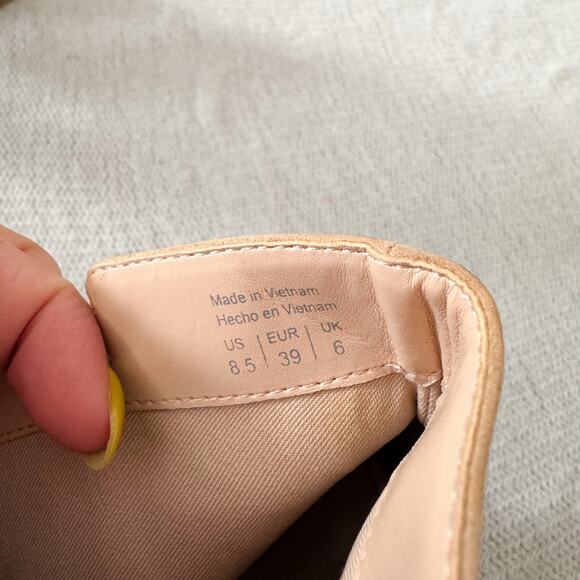 Made in Vietnam
Hecho en Vietnam
US | EUR | UK
8.5 | 39 | 6